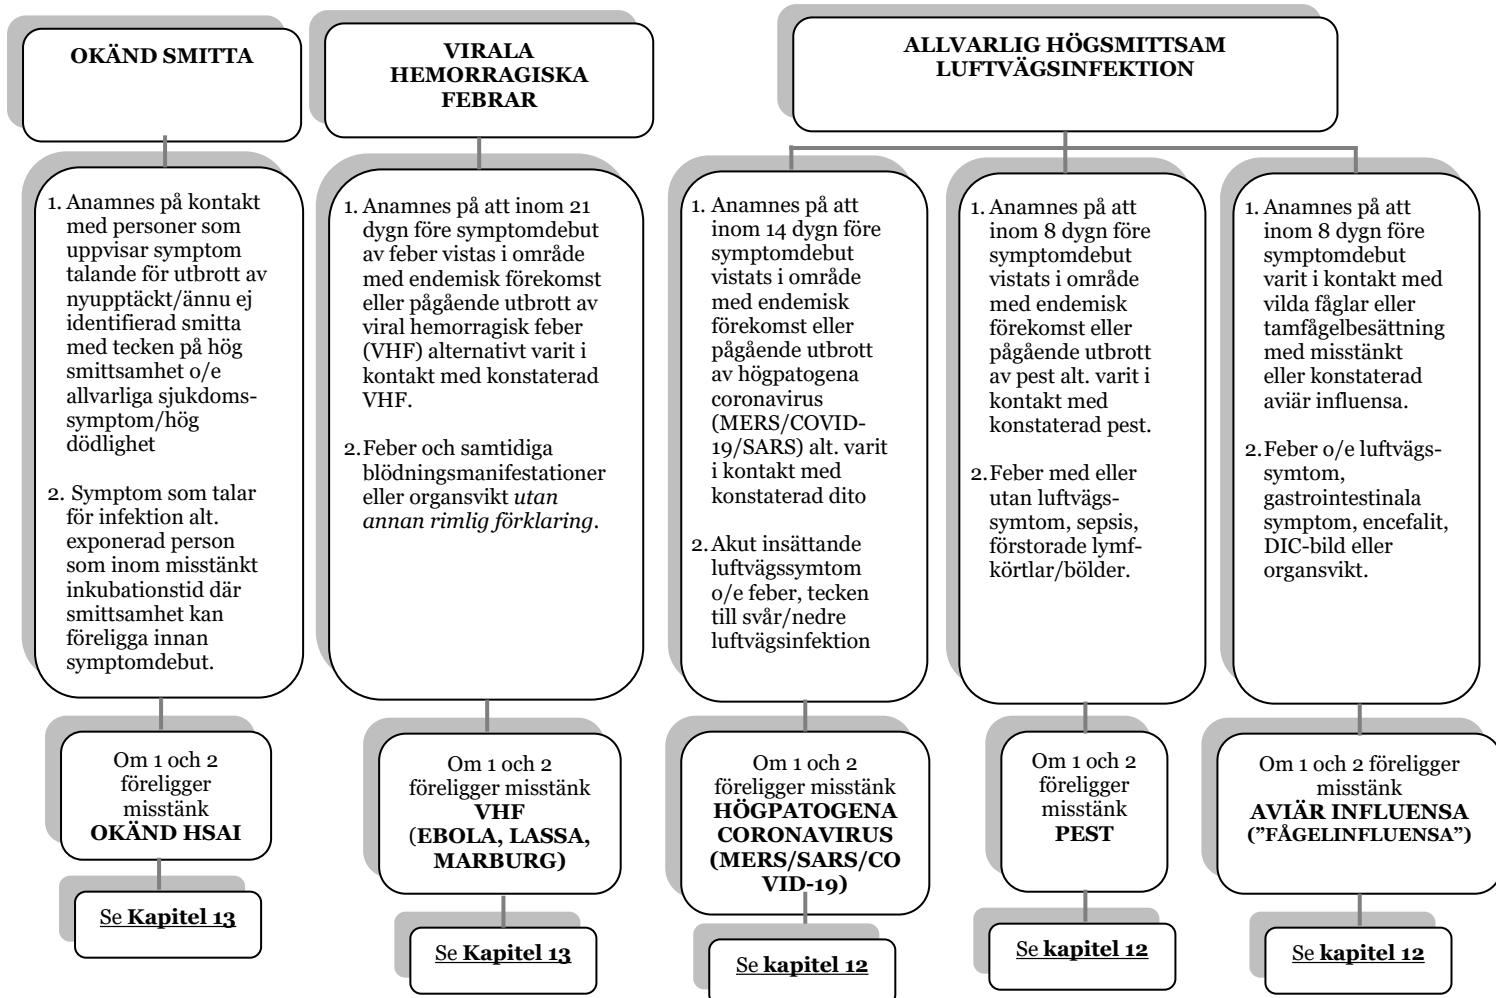 OKÄND SMITTA
VIRALA
HEMORRAGISKA
FEBRAR
ALLVARLIG HÖGSMITTSAM
LUFTVÄGSINFEKTION
1. Anamnes på kontakt
med personer som
uppvisar symptom
talande för utbrott av
nyupptäckt/ännu ej
identifierad smitta
med tecken på hög
smittsamhet o/e
allvarliga sjukdoms-
symptom/hög
dödlighet
2. Symptom som talar
för infektion alt.
exponerad person
som inom misstänkt
inkubationstid där
smittsamhet kan
föreligga innan
symptomdebut.
1. Anamnes på att inom 21
dygn före symptomdebut
av feber vistas i område
med endemisk förekomst
eller pågående utbrott av
viral hemorragisk feber
(VHF) alternativt varit i
kontakt med konstaterad
VHF.
2. Feber och samtidiga
blödningsmanifestationer
eller organsvikt utan
annan rimlig förklaring.
1. Anamnes på att
inom 14 dygn före
symptomdebut
vistats i område
med endemisk
förekomst eller
pågående utbrott
av högpatogena
coronavirus
(MERS/COVID-
19/SARS) alt. varit
i kontakt med
konstaterad dito
2. Akut insättande
luftvägssymtom
o/e feber, tecken
till svår/nedre
luftvägsinfektion
1. Anamnes på att
inom 8 dygn före
symptomdebut
vistats i område
med endemisk
förekomst eller
pågående utbrott
av pest alt. varit i
kontakt med
konstaterad pest.
2. Feber med eller
utan luftvägs-
symtom, sepsis,
förstorade lymf-
körtlar/bölder.
1. Anamnes på att
inom 8 dygn före
symptomdebut
varit i kontakt med
vilda fåglar eller
tamfågelbesättning
med misstänkt
eller konstaterad
aviär influensa.
2. Feber o/e luftvägs-
symtom,
gastrointestinala
symptom, encefalit,
DIC-bild eller
organsvikt.
Om 1 och 2
föreligger
misstänk
OKÄND HSAI
Om 1 och 2
föreligger misstänk
VHF
(EBOLA, LASSA,
MARBURG)
Om 1 och 2
föreligger misstänk
HÖGPATOGENA
CORONAVIRUS
(MERS/SARS/CO
VID-19)
Om 1 och 2
föreligger
misstänk
PEST
Om 1 och 2 föreligger
misstänk
AVIÄR INFLUENSA
(”FÅGELINFLUENSA”)
Se Kapitel 13
Se Kapitel 13
Se kapitel 12
Se kapitel 12
Se kapitel 12